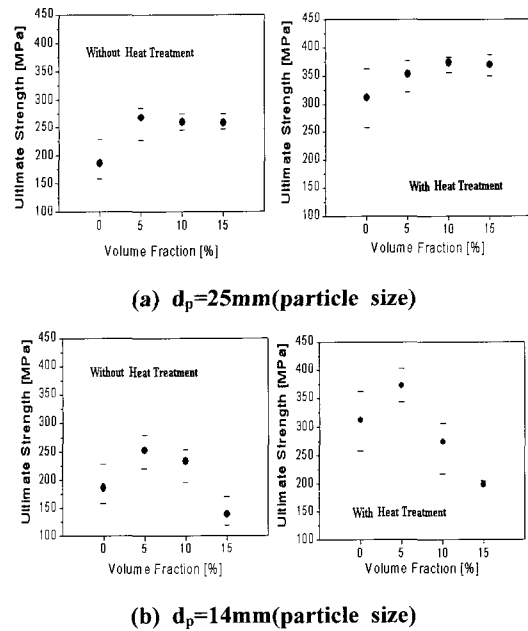 Ultimate Strength [MPa]
450
400
350
300
250
200
150
100
Without Heat Treatment
0 5 10 15
Volume Fraction [%]
Ultimate Strength [MPa]
450
400
350
300
250
200
150
100
With Heat Treatment
0 5 10 15
Volume Fraction [%]
(a) dp=25mm(particle size)
Ultimate Strength [MPa]
450
400
350
300
250
200
150
100
Without Heat Treatment
0 5 10 15
Volume Fraction [%]
Ultimate Strength [MPa]
450
400
350
300
250
200
150
100
With Heat Treatment
0 5 10 15
Volume Fraction [%]
(b) dp=14mm(particle size)